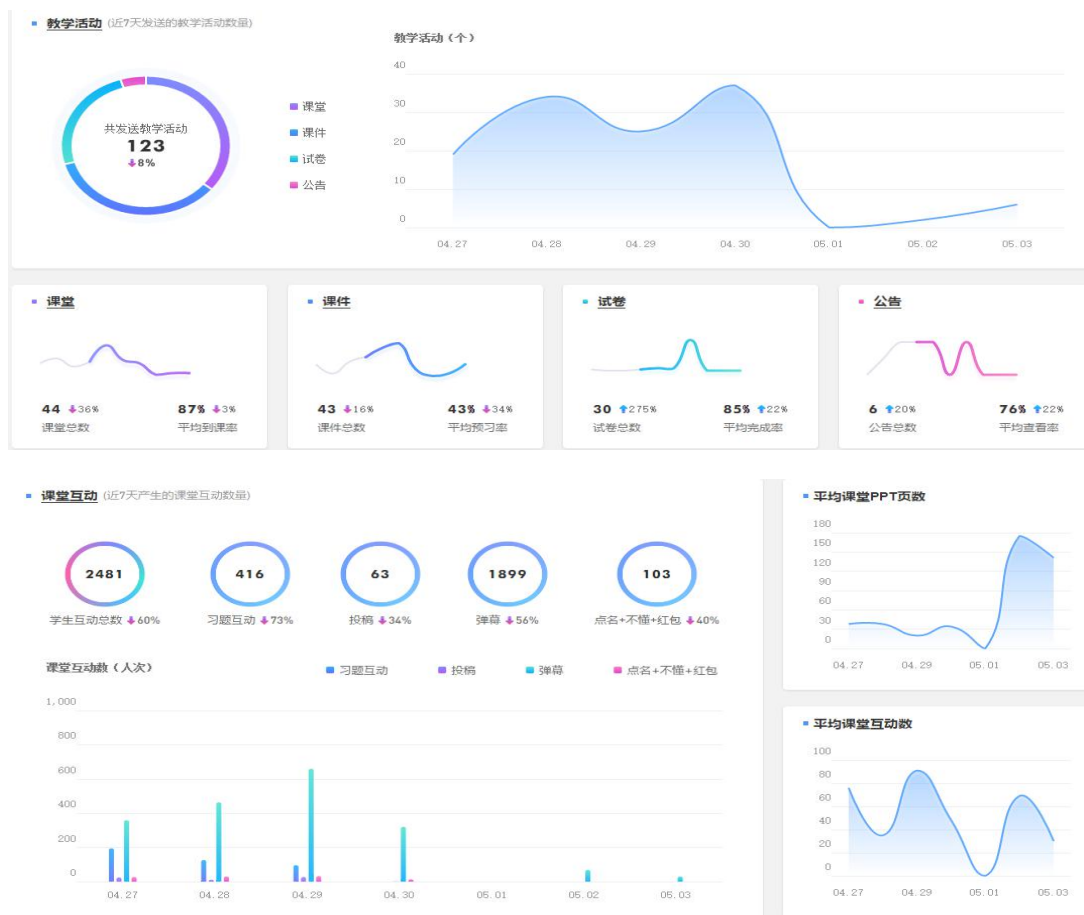 教学活动 (近7天发送的教学活动数量)
共发送教学活动
123
8%
课堂
课件
试卷
公告
教学活动（个）
40
30
20
10
0
04.27 04.28 04.29 04.30 05.01 05.02 05.03
课堂
44 36% 87% 3%
课堂总数 平均到课率
课件
43 16% 43% 34%
课件总数 平均预习率
试卷
30 275% 85% 22%
试卷总数 平均完成率
公告
6 20% 76% 22%
公告总数 平均查看率
课堂互动 (近7天产生的课堂互动数量)
2481 416 63 1899 103
学生互动总数 60% 习题互动 73% 投稿 34% 弹幕 56% 点名+不懂+红包 40%
课堂互动数（人次） 习题互动 投稿 弹幕 点名+不懂+红包
1,000
800
600
400
200
0
04.27 04.28 04.29 04.30 05.01 05.02 05.03
平均课堂PPT页数
180
150
120
90
60
30
0
04.27 04.29 05.01 05.03
平均课堂互动数
100
80
60
40
20
0
04.27 04.29 05.01 05.03